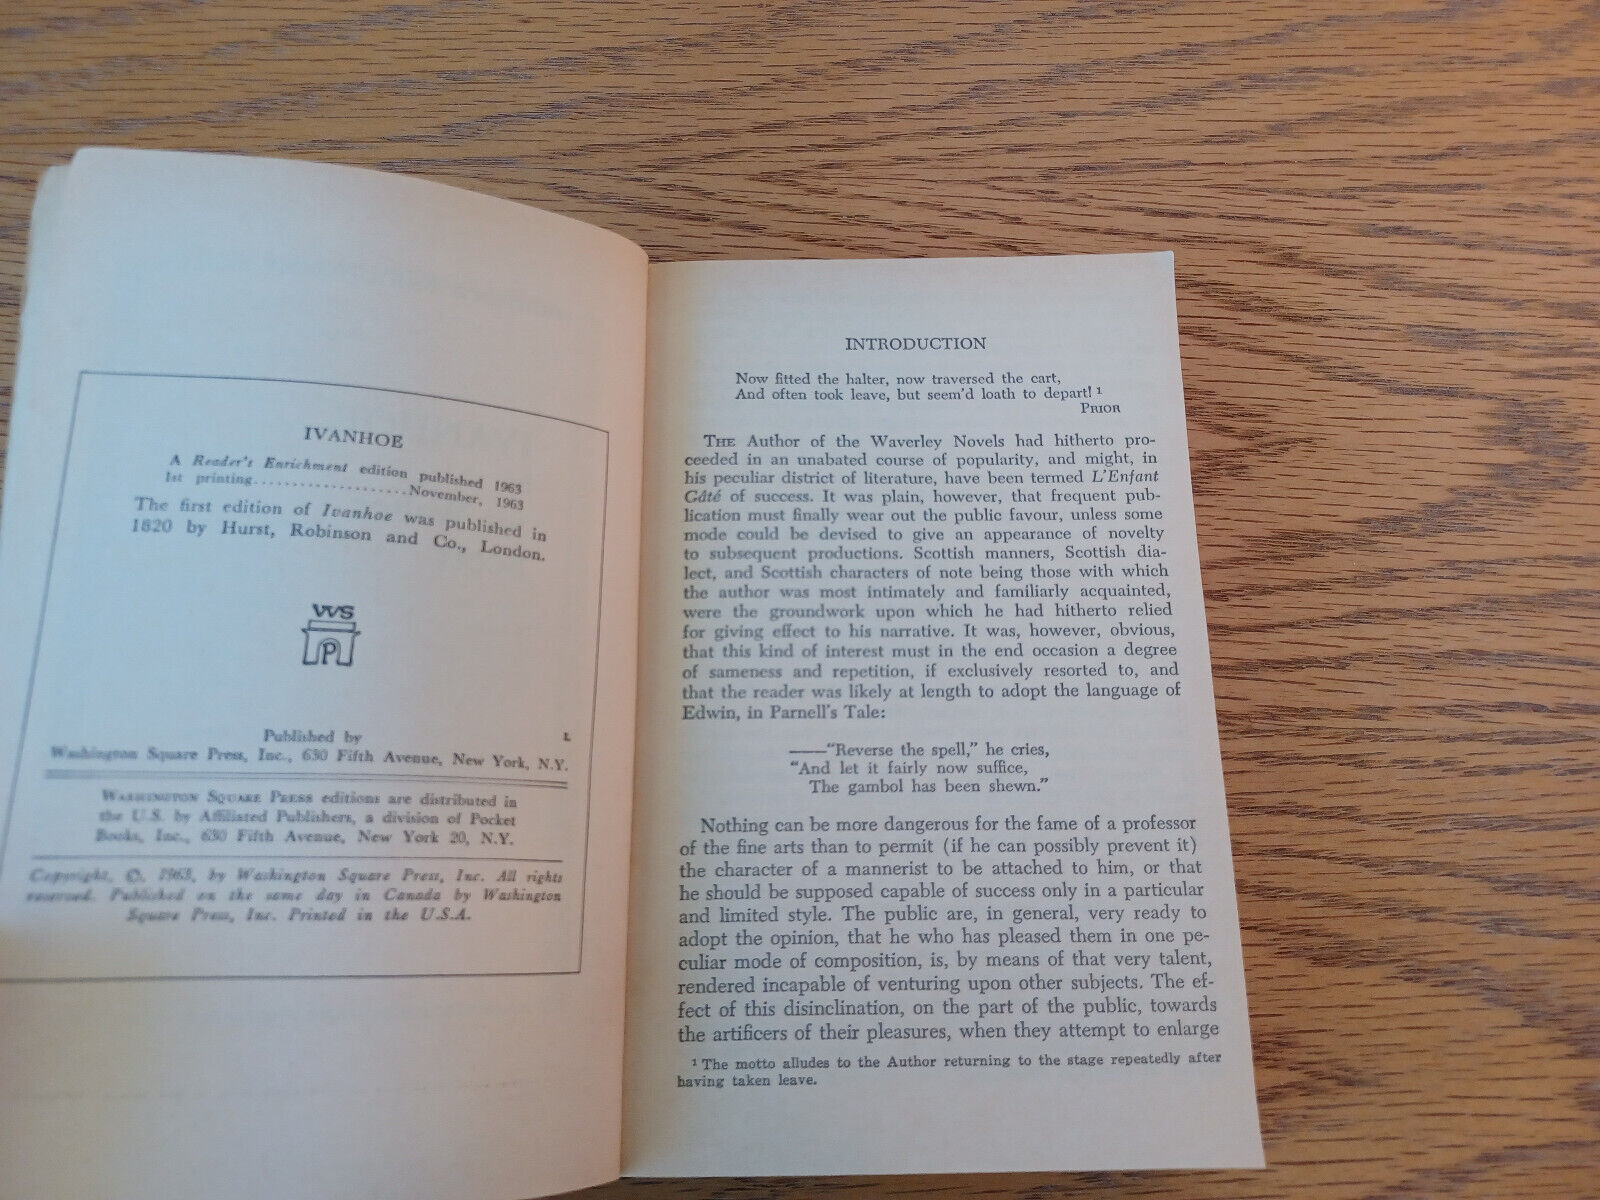 IVANHOE
A Reader's Enrichment edition published 1963
1st printing....................November, 1963
The first edition of Ivanhoe was published in
1820 by Hurst, Robinson and Co., London.
WS
P
Published by
L
Washington Square Press, Inc., 630 Fifth Avenue, New York, N.Y.
WASHINGTON SQUARE PRESS editions are distributed in
the U.S. by Affiliated Publishers, a division of Pocket
Books, Inc., 630 Fifth Avenue, New York 20, N.Y.
Copyright, ©, 1963, by Washington Square Press, Inc. All rights
reserved. Published on the same day in Canada by Washington
Square Press, Inc. Printed in the U.S.A.
INTRODUCTION
Now fitted the halter, now traversed the cart,
And often took leave, but seem'd loath to depart!¹
PRIOR
THE Author of the Waverley Novels had hitherto pro-
ceeded in an unabated course of popularity, and might, in
his peculiar district of literature, have been termed L'Enfant
Gâté of success. It was plain, however, that frequent pub-
lication must finally wear out the public favour, unless some
mode could be devised to give an appearance of novelty
to subsequent productions. Scottish manners, Scottish dia-
lect, and Scottish characters of note being those with which
the author was most intimately and familiarly acquainted,
were the groundwork upon which he had hitherto relied
for giving effect to his narrative. It was, however, obvious,
that this kind of interest must in the end occasion a degree
of sameness and repetition, if exclusively resorted to, and
that the reader was likely at length to adopt the language of
Edwin, in Parnell's Tale:
——"Reverse the spell," he cries,
"And let it fairly now suffice,
The gambol has been shewn."
Nothing can be more dangerous for the fame of a professor
of the fine arts than to permit (if he can possibly prevent it)
the character of a mannerist to be attached to him, or that
he should be supposed capable of success only in a particular
and limited style. The public are, in general, very ready to
adopt the opinion, that he who has pleased them in one pe-
culiar mode of composition, is, by means of that very talent,
rendered incapable of venturing upon other subjects. The ef-
fect of this disinclination, on the part of the public, towards
the artificers of their pleasures, when they attempt to enlarge
¹ The motto alludes to the Author returning to the stage repeatedly after
having taken leave.